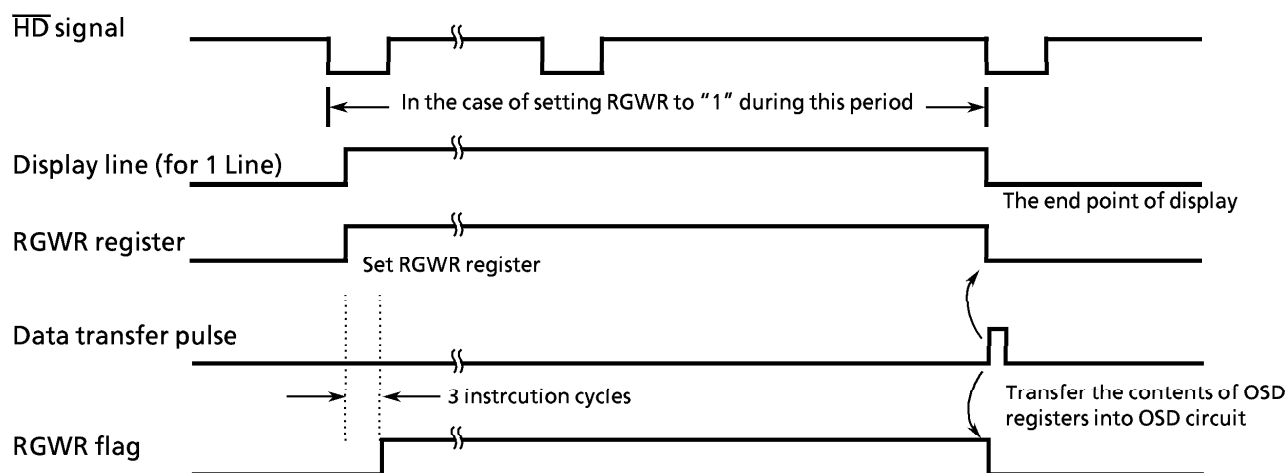 HD signal
In the case of setting RGWR to “1” during this period
Display line (for 1 Line)
The end point of display
RGWR register
Set RGWR register
Data transfer pulse
3 instrcution cycles
Transfer the contents of OSD
registers into OSD circuit
RGWR flag